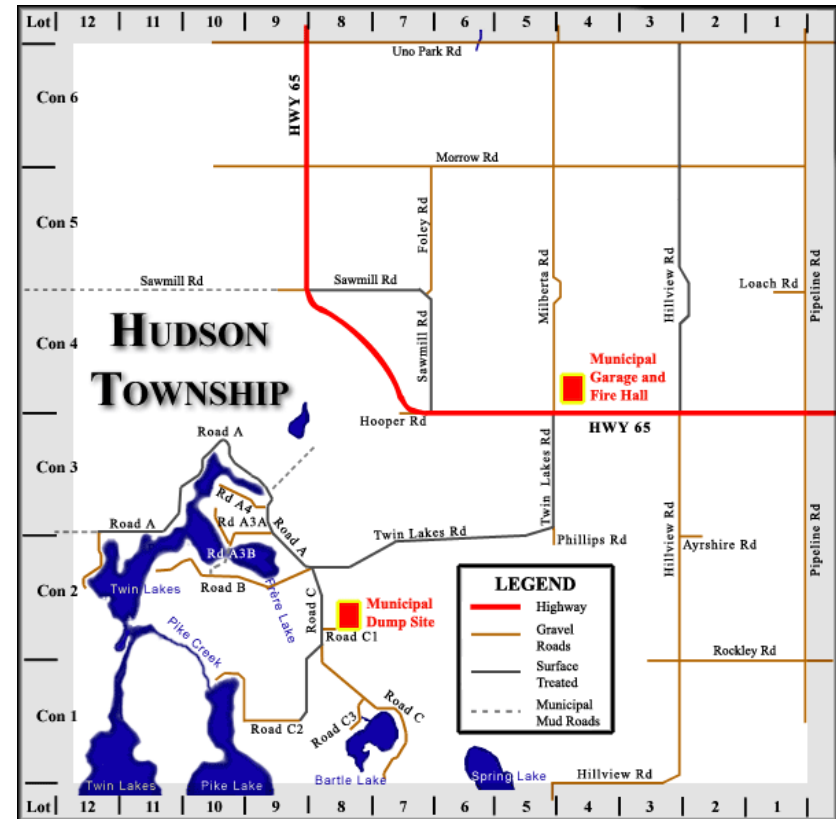 Lot 12 11 10 9 8 7 6 5 4 3 2 1
Uno Park Rd
Con 6
HWY 65
Morrow Rd
Con 5
Foley Rd
Milberta Rd
Hillview Rd
Pipeline Rd
Sawmill Rd
Sawmill Rd
Loach Rd
HUDSON
TOWNSHIP
Con 4
Sawmill Rd
Municipal
Garage and
Fire Hall
Hooper Rd
HWY 65
Road A
Con 3
Twin Lakes Rd
Rd A4
Road A
Rd A3A
Road A
Twin Lakes Rd
Phillips Rd
Hillview Rd
Ayrshire Rd
Pipeline Rd
Rd A3B
Con 2
Twin Lakes
Road B
Frère Lake
Road C
Municipal
Dump Site
Road C1
Pike Creek
LEGEND
Highway
Gravel
Roads
Surface
Treated
Municipal
Mud Roads
Rockley Rd
Con 1
Road C2
Road C3
Road C
Twin Lakes
Pike Lake
Bartle Lake
Spring Lake
Hillview Rd
Lot 12 11 10 9 8 7 6 5 4 3 2 1